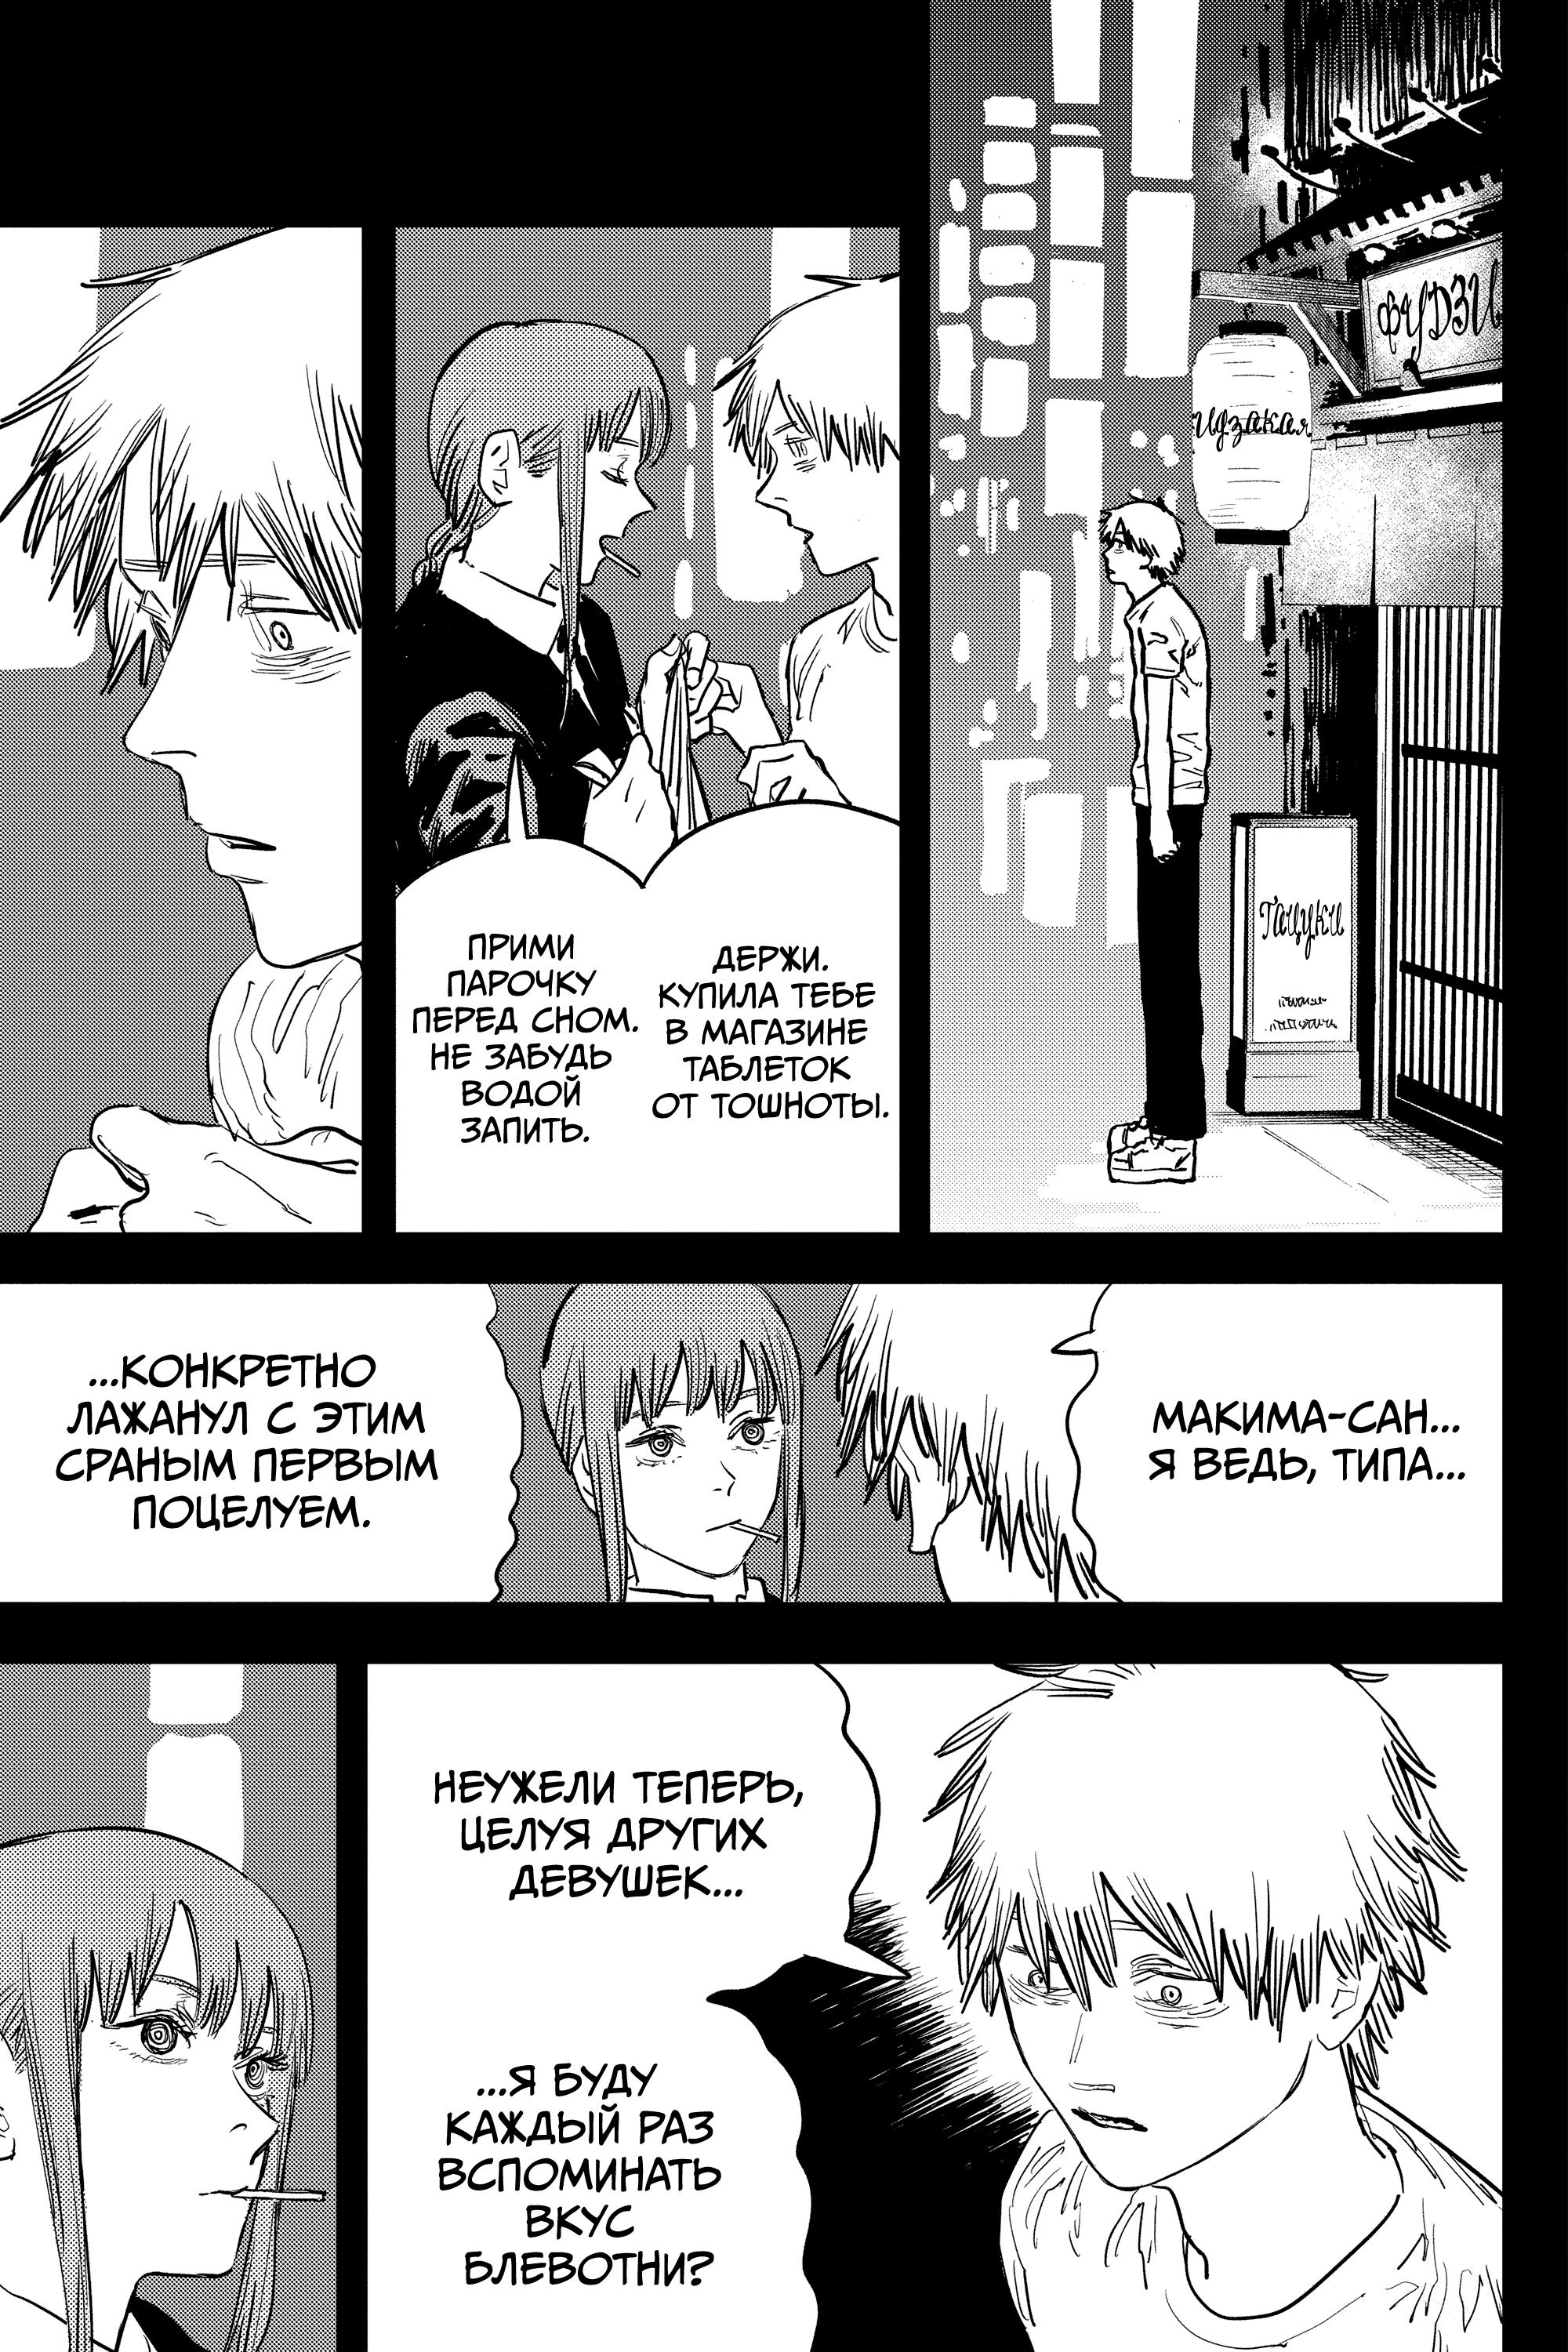 ФУДЗИ
Идзакая
Тацуки
ДЕРЖИ.
КУПИЛА ТЕБЕ
В МАГАЗИНЕ
ТАБЛЕТОК
ОТ ТОШНОТЫ.
ПРИМИ
ПАРОЧКУ
ПЕРЕД СНОМ.
НЕ ЗАБУДЬ
ВОДОЙ
ЗАПИТЬ.
МАКИМА-САН...
Я ВЕДЬ, ТИПА...
...КОНКРЕТНО
ЛАЖАНУЛ С ЭТИМ
СРАНЫМ ПЕРВЫМ
ПОЦЕЛУЕМ.
НЕУЖЕЛИ ТЕПЕРЬ,
ЦЕЛУЯ ДРУГИХ
ДЕВУШЕК...
...Я БУДУ
КАЖДЫЙ РАЗ
ВСПОМИНАТЬ
ВКУС
БЛЕВОТНИ?